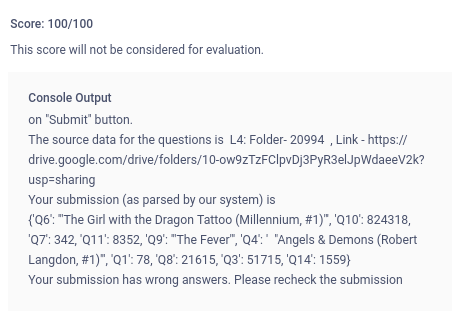 Score: 100/100
This score will not be considered for evaluation.
Console Output
on "Submit" button.
The source data for the questions is  L4: Folder- 20994  , Link - https://
drive.google.com/drive/folders/10-ow9zTzFClpvDj3PyR3elJpWdaeeV2k?
usp=sharing
Your submission (as parsed by our system) is
{'Q6': '"The Girl with the Dragon Tattoo (Millennium, #1)"', 'Q10': 824318,
'Q7': 342, 'Q11': 8352, 'Q9': '"The Fever"', 'Q4': '  "Angels & Demons (Robert
Langdon, #1)"', 'Q1': 78, 'Q8': 21615, 'Q3': 51715, 'Q14': 1559}
Your submission has wrong answers. Please recheck the submission